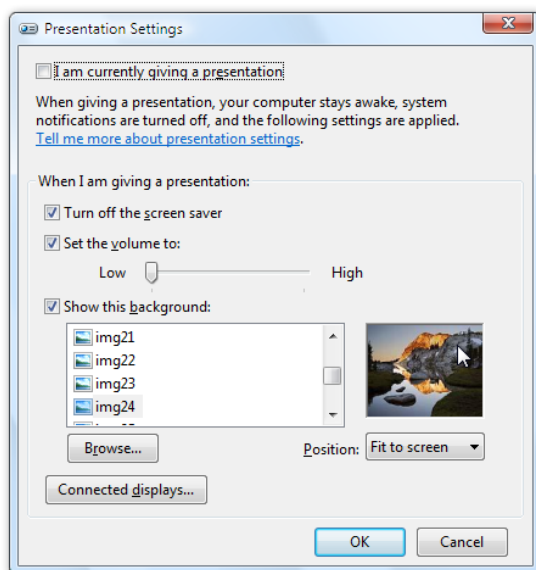 Presentation Settings
I am currently giving a presentation
When giving a presentation, your computer stays awake, system
notifications are turned off, and the following settings are applied.
Tell me more about presentation settings.
When I am giving a presentation:
Turn off the screen saver
Set the volume to:
Low High
Show this background:
img21
img22
img23
img24
Browse...
Position: Fit to screen
Connected displays...
OK Cancel